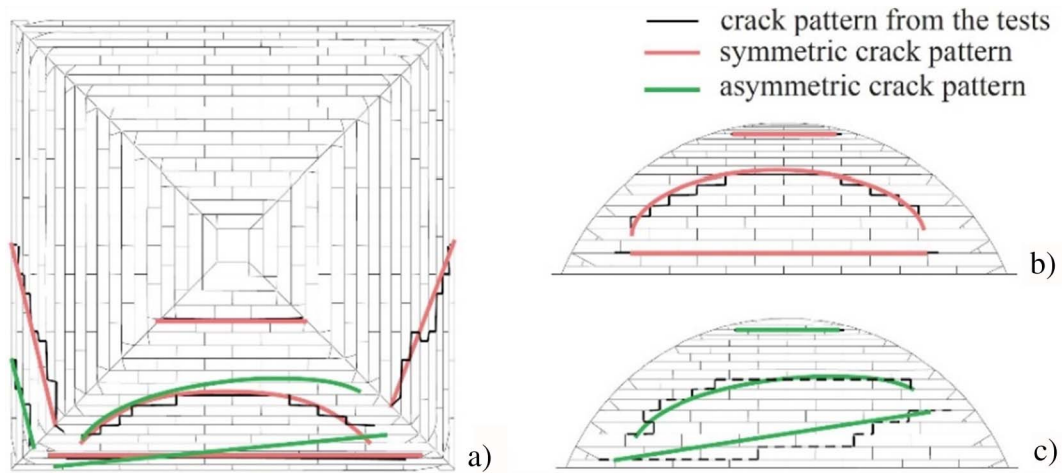 crack pattern from the tests
symmetric crack pattern
asymmetric crack pattern
a)
b)
c)